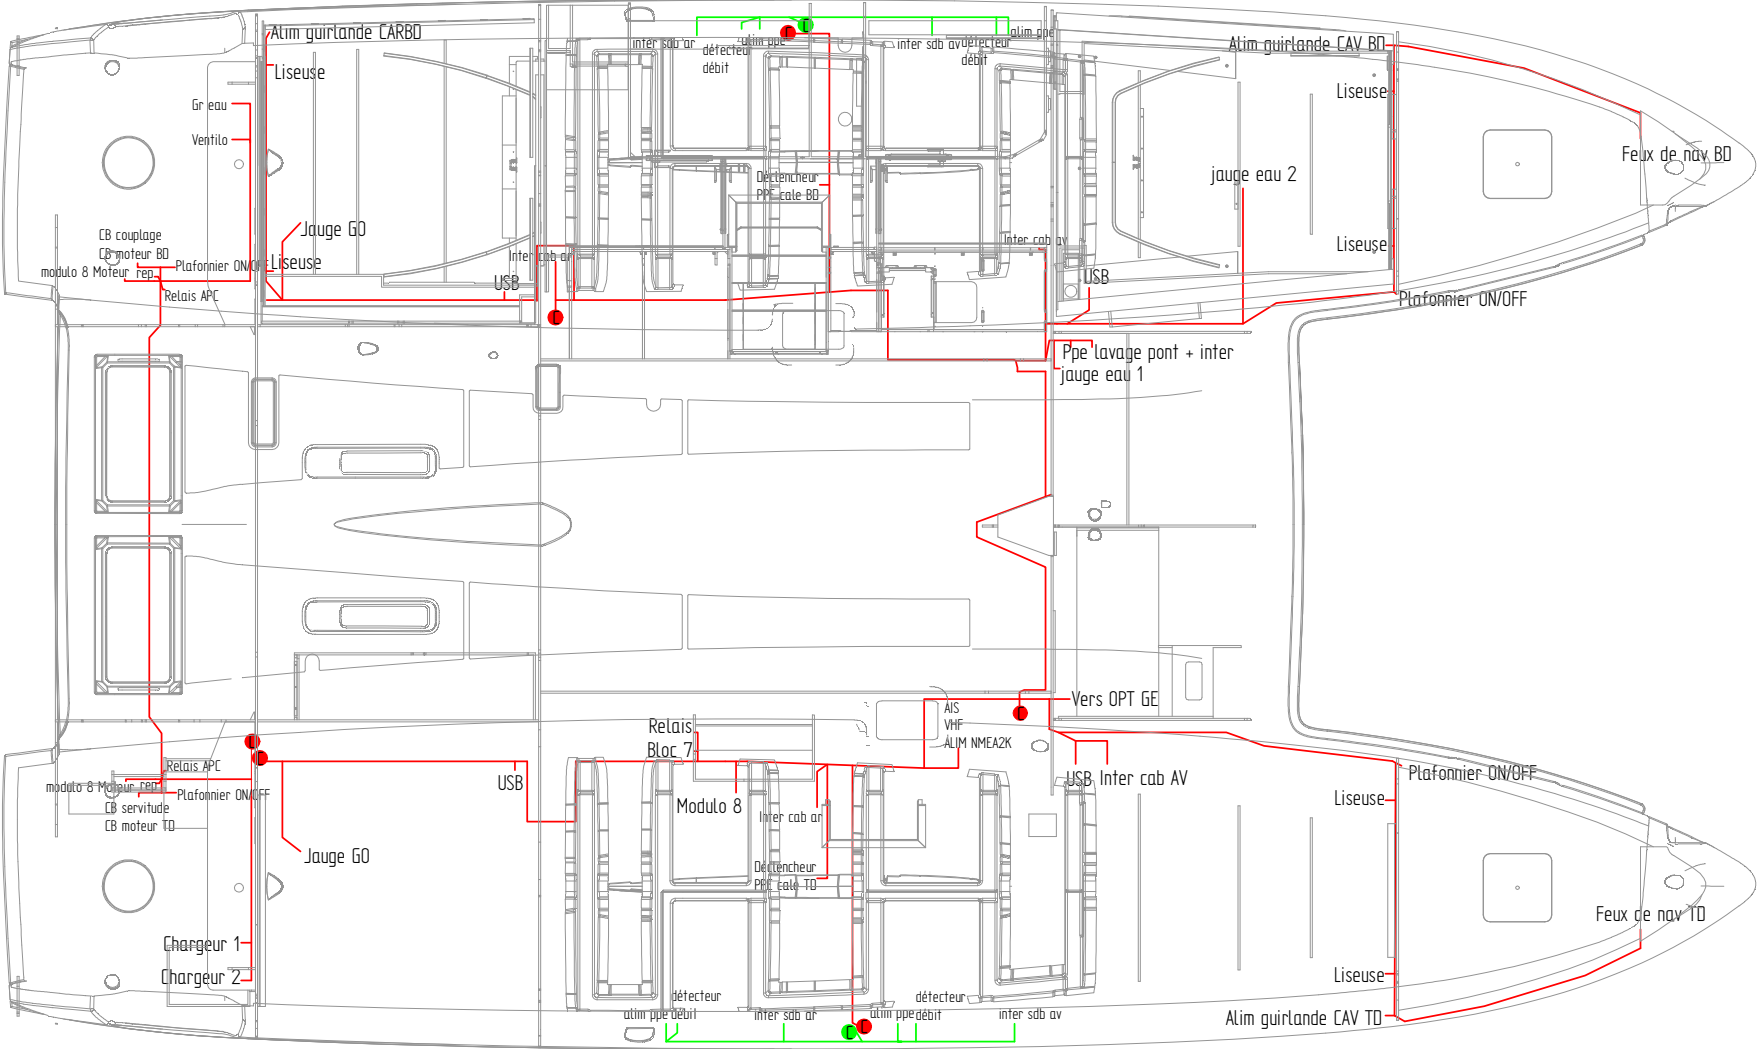 Alim guirlande CARBD
Liseuse
Gr eau
Ventilo
inter sdb ar
détecteur
débit
alim ppe
C
C
inter sdb av
détecteur
débit
alim ppe
Alim guirlande CAV BD
Liseuse
Feux de nav BD
jauge eau 2
Déclencheur
PPE cale BD
Jauge GO
CB couplage
CB moteur BD
modulo 8 Moteur rep
Plafonnier ON/OFF
Liseuse
Relais APC
Inter cab ar
USB
C
Inter cab av
USB
Liseuse
Plafonnier ON/OFF
Ppe lavage pont + inter
jauge eau 1
Vers OPT GE
C
AIS
VHF
ALIM NMEA2K
Relais
Bloc 7
C
C
Relais APC
modulo 8 Moteur rep
Plafonnier ON/OFF
CB servitude
CB moteur TD
USB
Modulo 8
Inter cab ar
USB
Inter cab AV
Plafonnier ON/OFF
Liseuse
Jauge GO
Déclencheur
PPE cale TD
Feux de nav TD
Chargeur 1
Chargeur 2
Liseuse
détecteur
débit
alim ppe
inter sdb ar
C
C
alim ppe
détecteur
débit
inter sdb av
Alim guirlande CAV TD